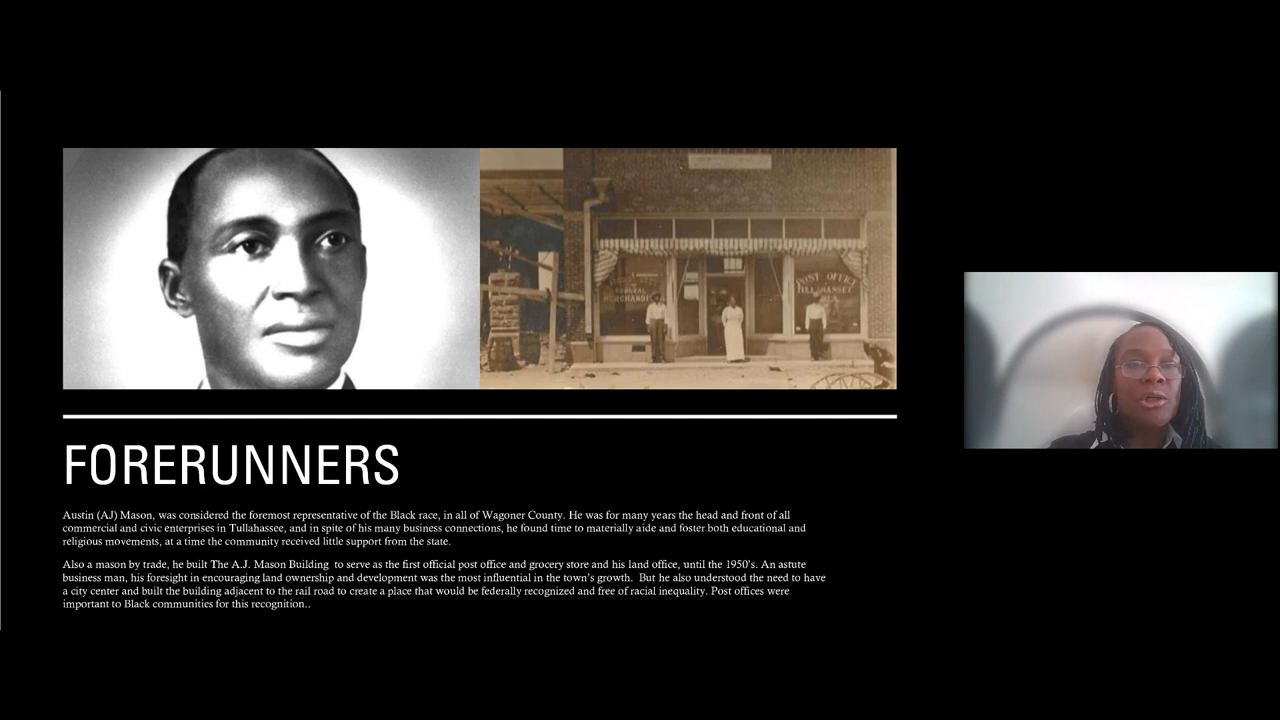 GENERAL
MERCHANDISE
POST OFFICE
TULLAHASSEE
FORERUNNERS
Austin (AJ) Mason, was considered the foremost representative of the Black race, in all of Wagoner County. He was for many years the head and front of all
commercial and civic enterprises in Tullahassee, and in spite of his many business connections, he found time to materially aide and foster both educational and
religious movements, at a time the community received little support from the state.
Also a mason by trade, he built The A.J. Mason Building  to serve as the first official post office and grocery store and his land office, until the 1950's. An astute
business man, his foresight in encouraging land ownership and development was the most influential in the town's growth.  But he also understood the need to have
a city center and built the building adjacent to the rail road to create a place that would be federally recognized and free of racial inequality. Post offices were
important to Black communities for this recognition..